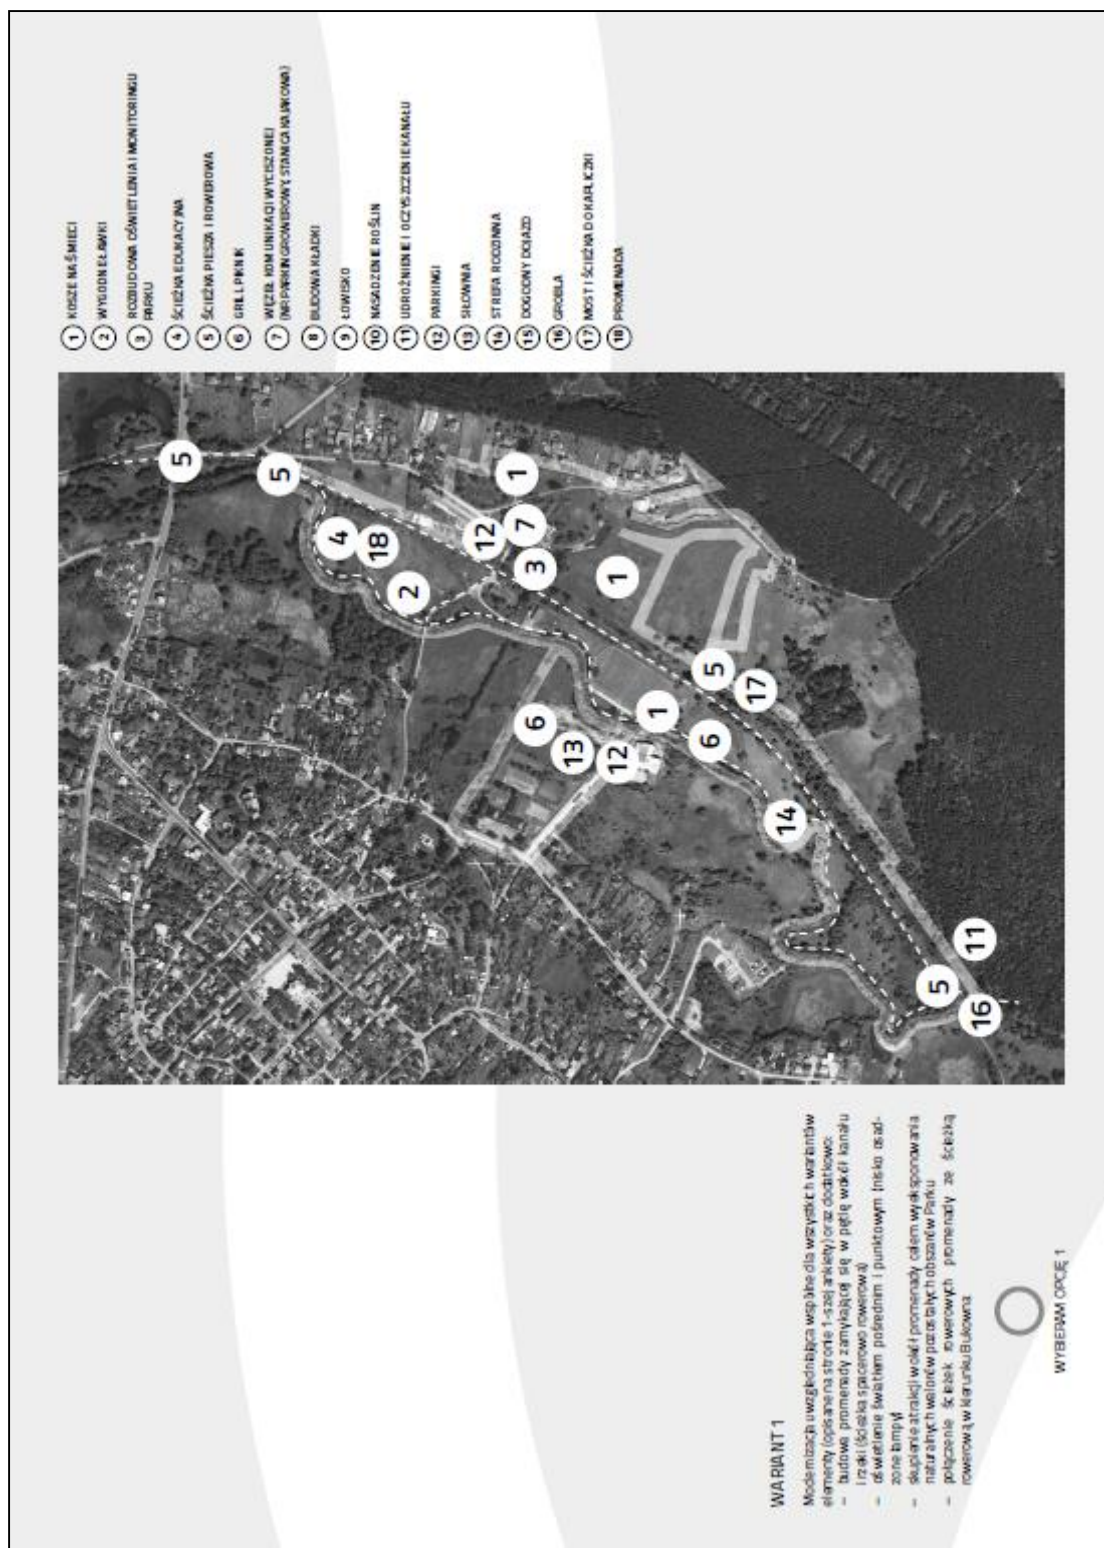 WARIANT 1
Modernizacja uwzględniająca wspólne dla wszystkich wariantów
elementy (opisane na stronie 1-szej ankiety) oraz dodatkowo:
– budowa promenady zamykającej się w pętlę wokół kanału
i rzeki (ścieżka spacerowo rowerowa)
– oświetlenie światłem pośrednim i punktowym (nisko osad-
zone lampy)
– skupienie atrakcji wokół promenady celem wyeksponowania
naturalnych walorów pozostałych obszarów Parku
– połączenie ścieżek rowerowych promenady ze ścieżką
rowerową w kierunku Bukowna
WYBIERAM OPCJĘ 1
5
5
4
18
2
12
7
1
3
1
5
17
6
13
12
1
6
14
11
5
16
1 KOSZE NA ŚMIECI
2 WYGODNE ŁAWKI
3 ROZBUDOWA OŚWIETLENIA I MONITORINGU
PARKU
4 ŚCIEŻKA EDUKACYJNA
5 ŚCIEŻKA PIESZA I ROWEROWA
6 GRILL PIKNIK
7 WĘZEŁ KOMUNIKACJI WYCISZONEJ
(NP. PARKING ROWEROWY, STANICA KAJAKOWA)
8 BUDOWA KŁADKI
9 ŁOWISKO
10 NASADZENIE ROŚLIN
11 UDROŻNIENIE I OCZYSZCZENIE KANAŁU
12 PARKINGI
13 SIŁOWNIA
14 STREFA RODZINNA
15 DOGODNY DOJAZD
16 GROBLA
17 MOST I ŚCIEŻKA DO KAPLICZKI
18 PROMENADA